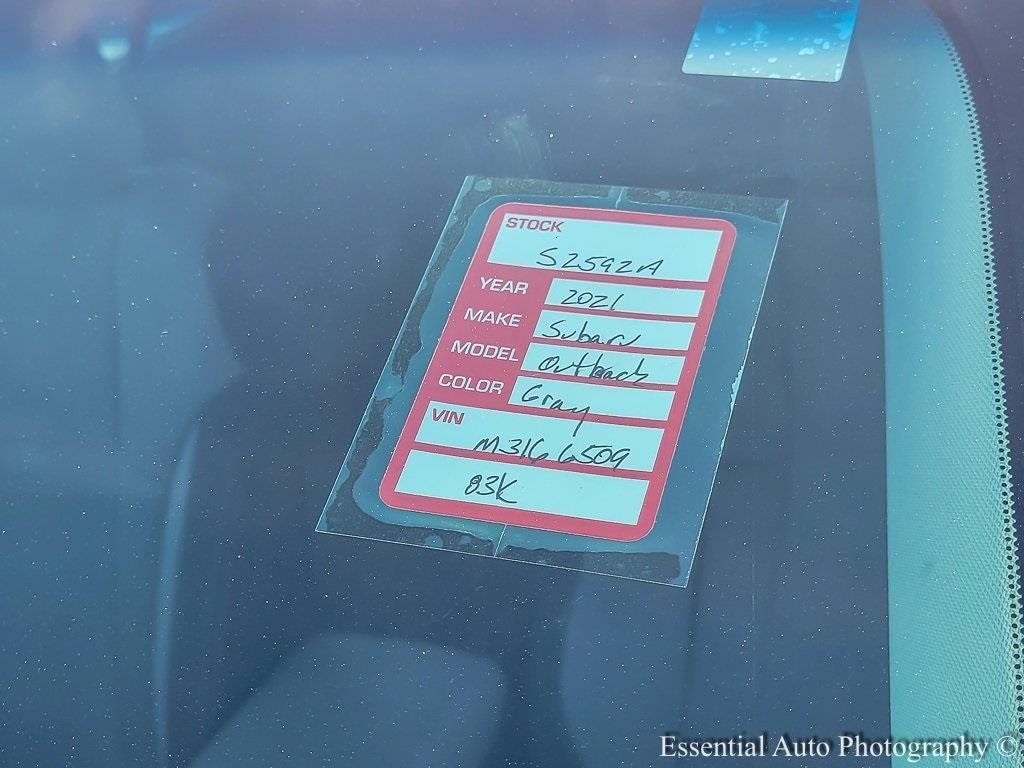 STOCK
S2592A
YEAR 2021
MAKE Subaru
MODEL Outback
COLOR Gray
VIN
M3166509
83K
Essential Auto Photography ©